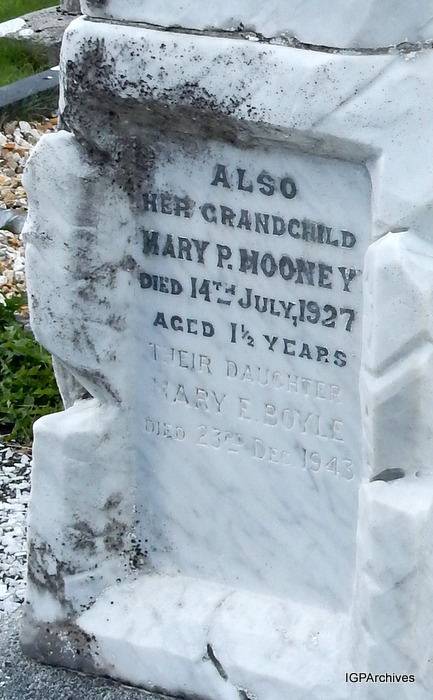 ALSO
HER GRANDCHILD
MARY P. MOONEY
DIED 14TH JULY, 1927
AGED 1½ YEARS
THEIR DAUGHTER
MARY E. BOYLE
DIED 23RD DEC. 1943
IGPArchives